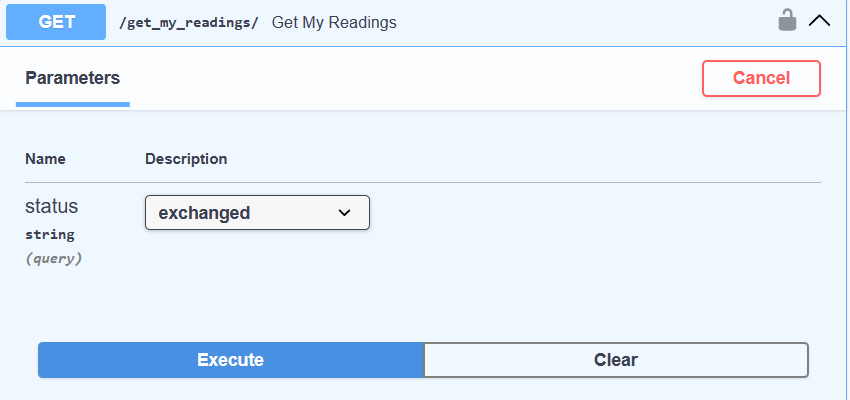 GET /get_my_readings/ Get My Readings
Parameters Cancel
Name Description
status exchanged
string
(query)
Execute Clear